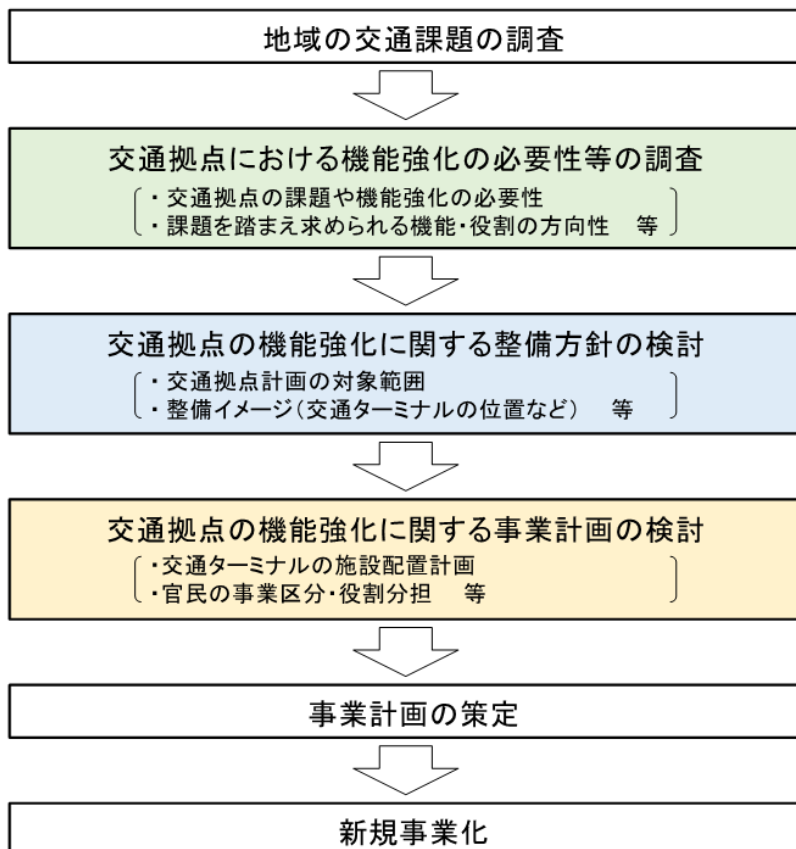 地域の交通課題の調査
交通拠点における機能強化の必要性等の調査
・交通拠点の課題や機能強化の必要性
・課題を踏まえ求められる機能・役割の方向性　等
交通拠点の機能強化に関する整備方針の検討
・交通拠点計画の対象範囲
・整備イメージ（交通ターミナルの位置など）　等
交通拠点の機能強化に関する事業計画の検討
・交通ターミナルの施設配置計画
・官民の事業区分・役割分担　等
事業計画の策定
新規事業化